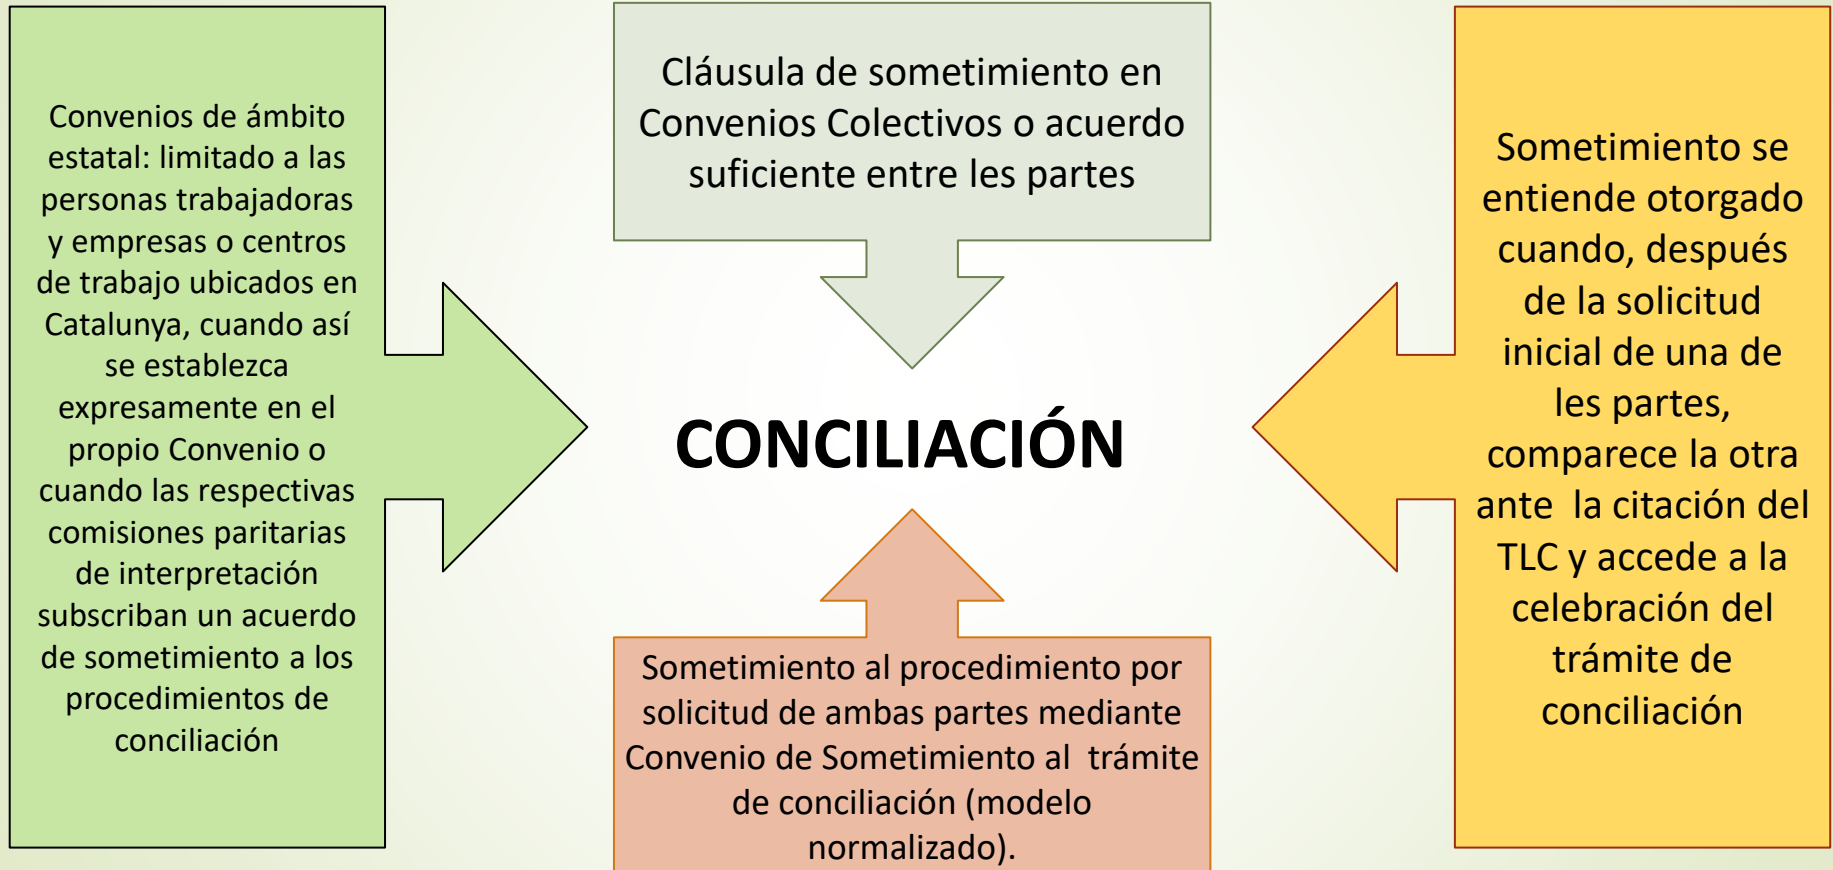 Convenios de ámbito
estatal: limitado a las
personas trabajadoras
y empresas o centros
de trabajo ubicados en
Catalunya, cuando así
se establezca
expresamente en el
propio Convenio o
cuando las respectivas
comisiones paritarias
de interpretación
subscriban un acuerdo
de sometimiento a los
procedimientos de
conciliación
Cláusula de sometimiento en
Convenios Colectivos o acuerdo
suficiente entre les partes
CONCILIACIÓN
Sometimiento al procedimiento por
solicitud de ambas partes mediante
Convenio de Sometimiento al  trámite
de conciliación (modelo
normalizado).
Sometimiento se
entiende otorgado
cuando, después
de la solicitud
inicial de una de
les partes,
comparece la otra
ante  la citación del
TLC y accede a la
celebración del
trámite de
conciliación